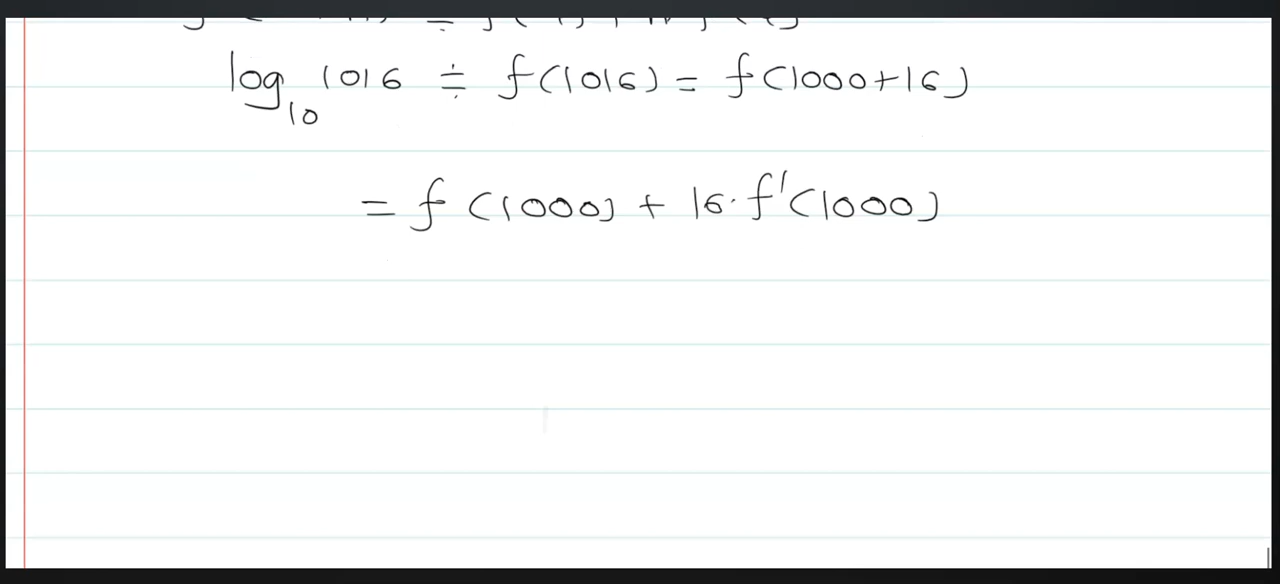 log₁₀ 1016 ≑ f(1016) = f(1000+16)
= f(1000) + 16·f'(1000)